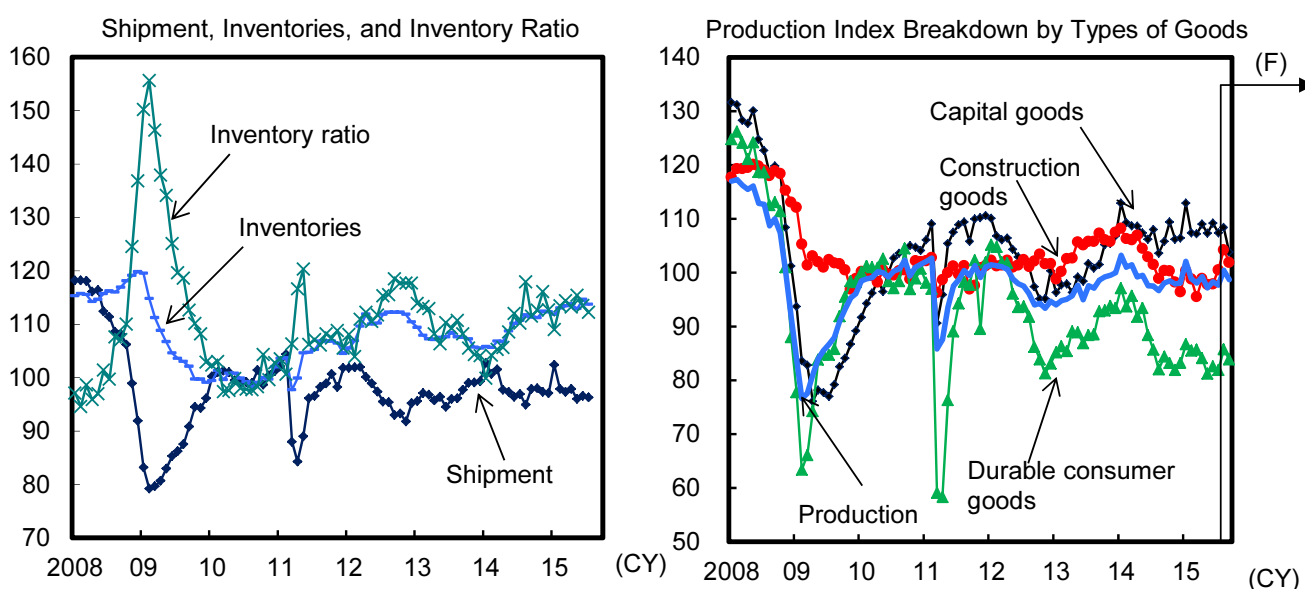 Shipment, Inventories, and Inventory Ratio
160
150
140
130
120
110
100
90
80
70
Inventory ratio
Inventories
Shipment
2008 09 10 11 12 13 14 15 (CY)
Production Index Breakdown by Types of Goods
(F)
140
130
120
110
100
90
80
70
60
50
Capital goods
Construction
goods
Durable consumer
goods
Production
2008 09 10 11 12 13 14 15 (CY)